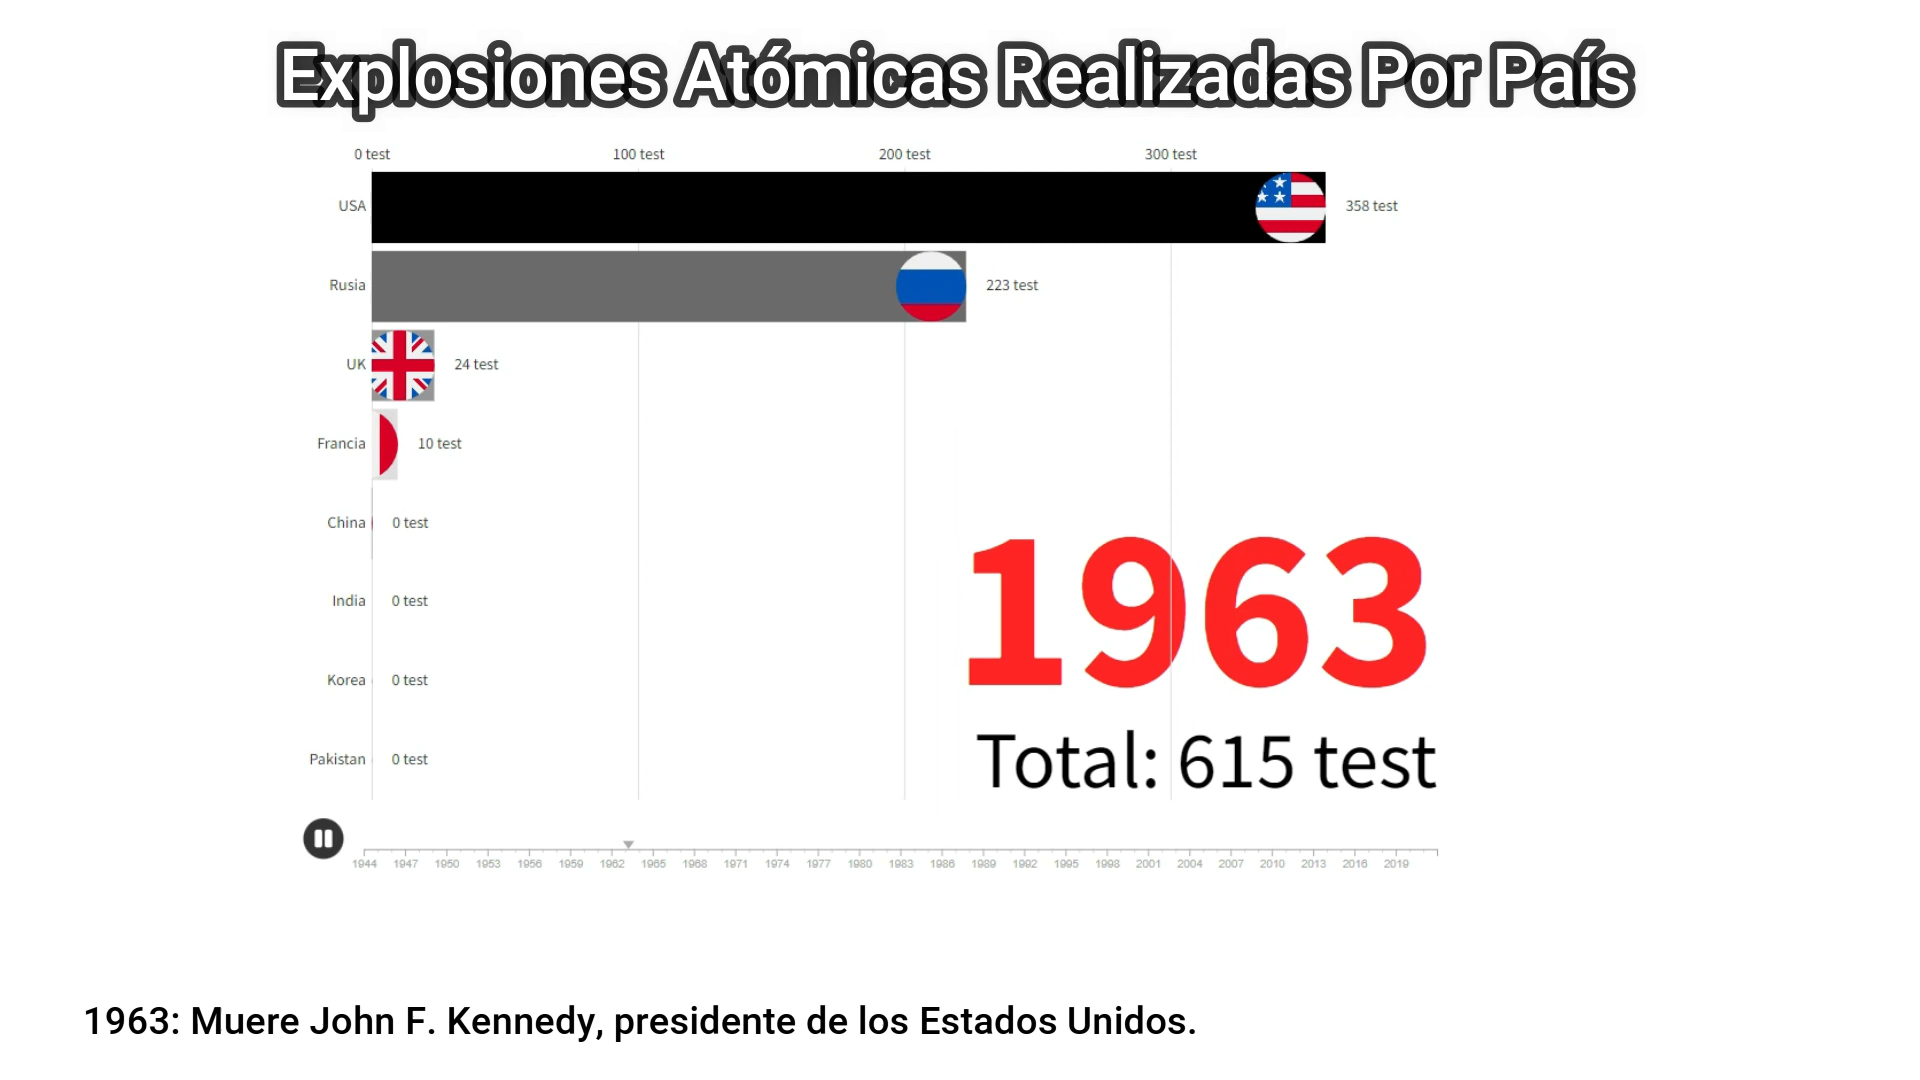 Explosiones Atómicas Realizadas Por País
0 test 100 test 200 test 300 test
USA 358 test
Rusia 223 test
UK 24 test
Francia 10 test
China 0 test
India 0 test
Korea 0 test
Pakistan 0 test
1963
Total: 615 test
1944 1947 1950 1953 1956 1959 1962 1965 1968 1971 1974 1977 1980 1983 1986 1989 1992 1995 1998 2001 2004 2007 2010 2013 2016 2019
1963: Muere John F. Kennedy, presidente de los Estados Unidos.